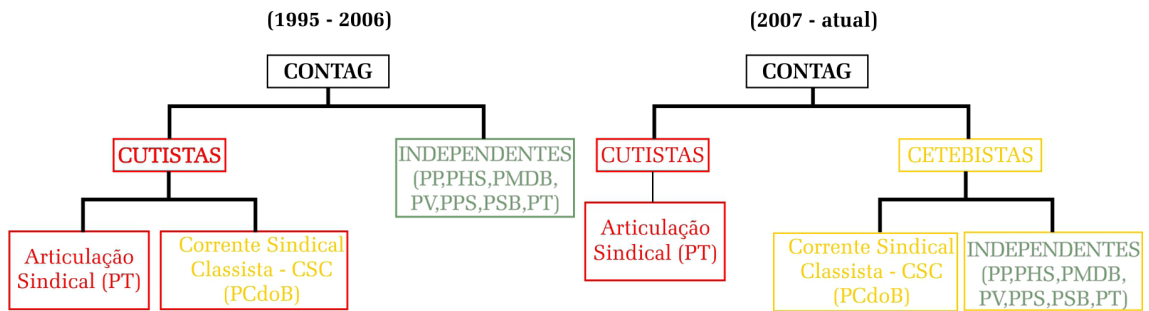 (1995 - 2006)
CONTAG
CUTISTAS
INDEPENDENTES
(PP,PHS,PMDB,
PV,PPS,PSB,PT)
Articulação
Sindical (PT)
Corrente Sindical
Classista - CSC
(PCdoB)
(2007 - atual)
CONTAG
CUTISTAS
CETEBISTAS
Articulação
Sindical (PT)
Corrente Sindical
Classista - CSC
(PCdoB)
INDEPENDENTES
(PP,PHS,PMDB,
PV,PPS,PSB,PT)